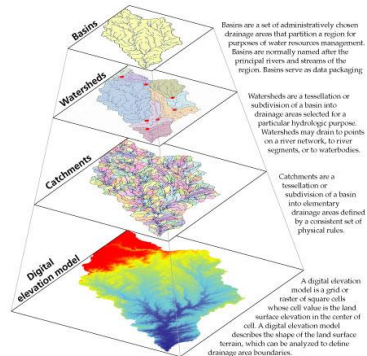 Basins
Basins are a set of administratively chosen
drainage areas that partition a region for
purposes of water resources management.
Basins are normally named after the
principal rivers and streams of the
region. Basins serve as data packaging
Watersheds
Watersheds are a tessellation or
subdivision of a basin into
drainage areas selected for a
particular hydrologic purpose.
Watersheds may drain to points
on a river network, to river
segments, or to waterbodies.
Catchments
Catchments are a
tessellation or
subdivision of a basin
into elementary
drainage areas defined
by a consistent set of
physical rules.
Digital
elevation model
A digital elevation
model is a grid or
raster of square cells
whose cell value is the land
surface elevation in the center of
cell. A digital elevation model
describes the shape of the land surface
terrain, which can be analyzed to define
drainage area boundaries.